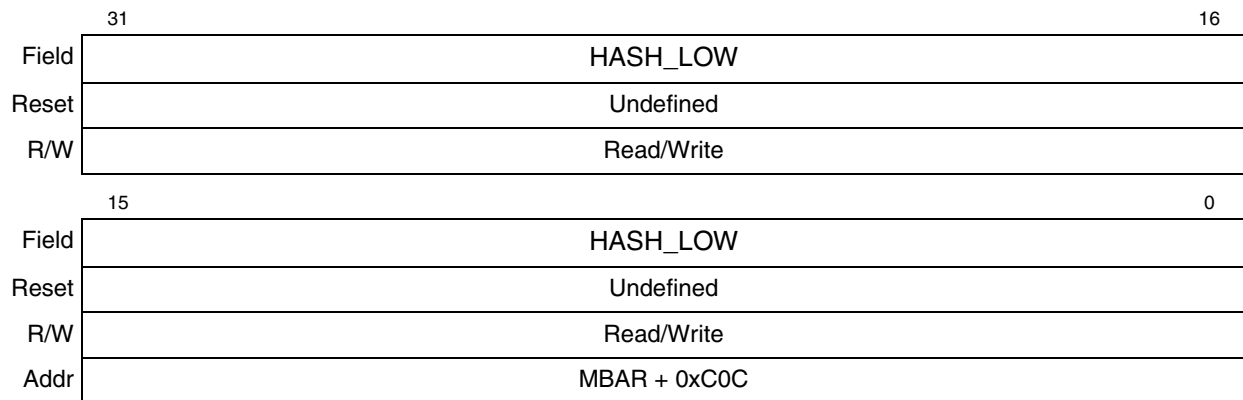 31 16
Field HASH_LOW
Reset Undefined
R/W Read/Write
15 0
Field HASH_LOW
Reset Undefined
R/W Read/Write
Addr MBAR + 0xC0C